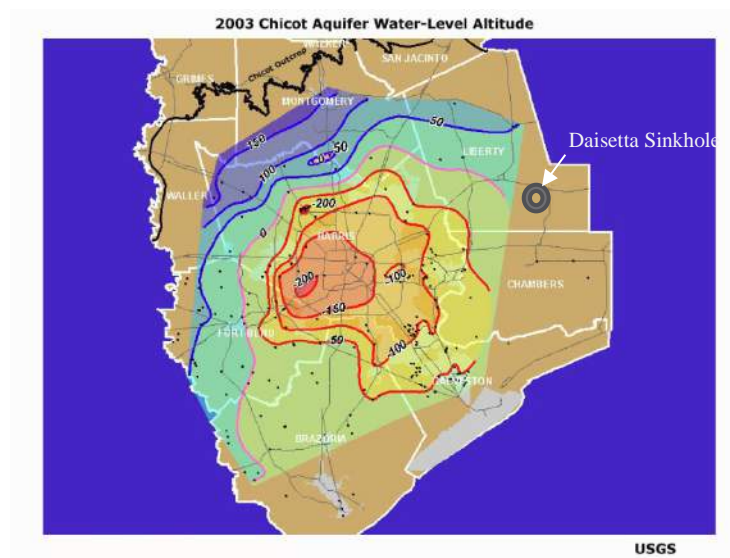 2003 Chicot Aquifer Water-Level Altitude
WALKER
SAN JACINTO
GRIMES
Chicot Outcrop
MONTGOMERY
150
50
50
LIBERTY
Daisetta Sinkhole
100
WALLER
-200
0
HARRIS
-200
-100
CHAMBERS
-150
FORT BEND
-50
-100
GALVESTON
BRAZORIA
USGS